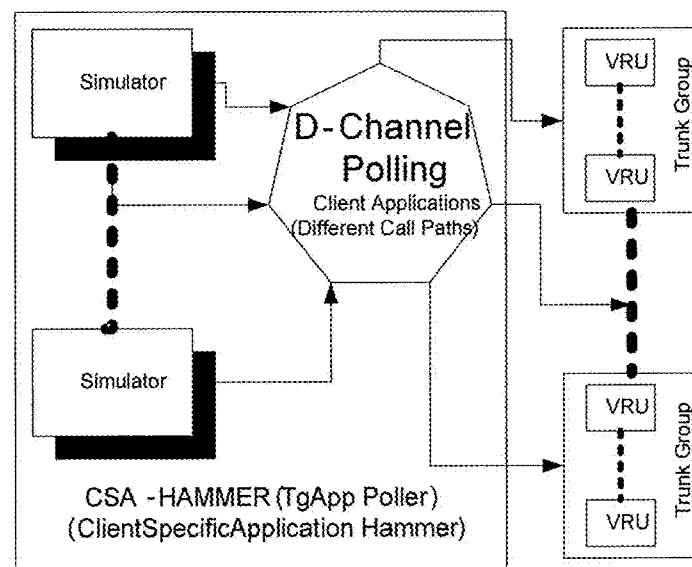 Simulator
D-Channel
Polling
Client Applications
(Different Call Paths)
Simulator
CSA -HAMMER (TgApp Poller)
(ClientSpecificApplication Hammer)
VRU
VRU
Trunk Group
VRU
VRU
Trunk Group